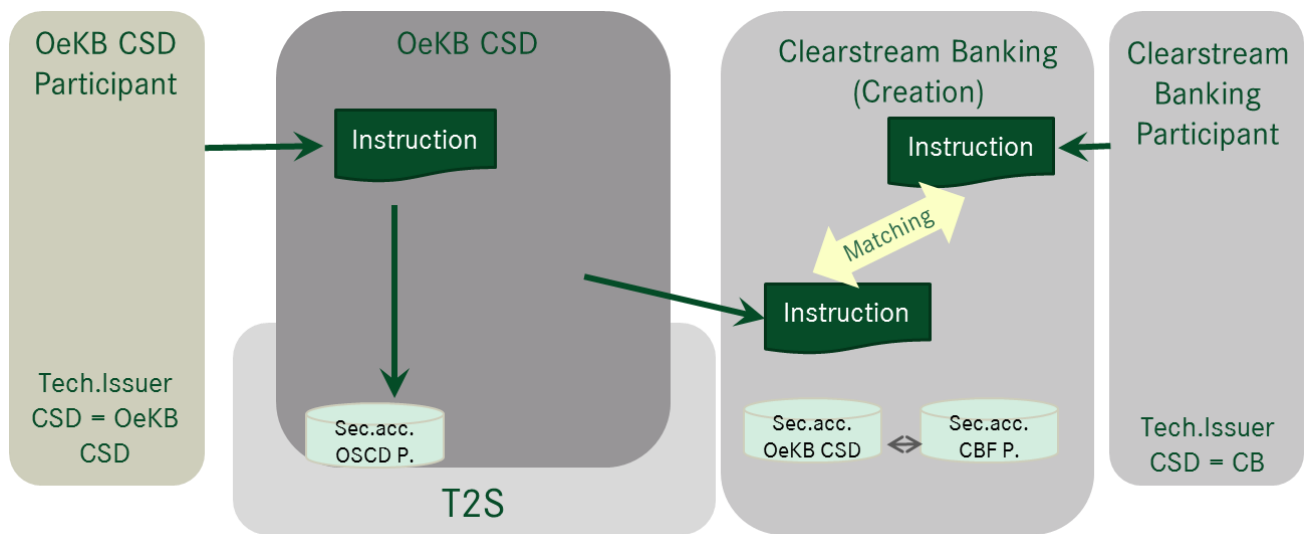 OeKB CSD
Participant
Tech.Issuer
CSD = OeKB
CSD
OeKB CSD
Instruction
Sec.acc.
OSCD P.
T2S
Clearstream Banking
(Creation)
Instruction
Matching
Instruction
Sec.acc.
OeKB CSD
Sec.acc.
CBF P.
Clearstream
Banking
Participant
Tech.Issuer
CSD = CB